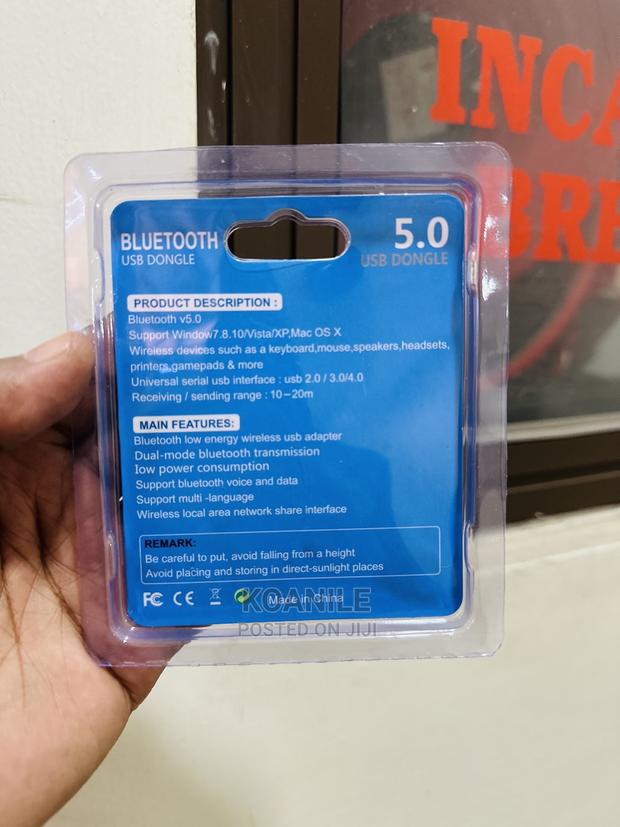 INCA
BRE
BLUETOOTH
USB DONGLE
5.0
USB DONGLE
PRODUCT DESCRIPTION :
Bluetooth v5.0
Support Window7.8.10/Vista/XP,Mac OS X
Wireless devices such as a keyboard,mouse,speakers,headsets,
printers,gamepads & more
Universal serial usb interface : usb 2.0 / 3.0/4.0
Receiving / sending range : 10–20m
MAIN FEATURES:
Bluetooth low energy wireless usb adapter
Dual-mode bluetooth transmission
low power consumption
Support bluetooth voice and data
Support multi -language
Wireless local area network share interface
REMARK:
Be careful to put, avoid falling from a height
Avoid placing and storing in direct-sunlight places
FC CE Made in China
KOANILE
POSTED ON JIJI